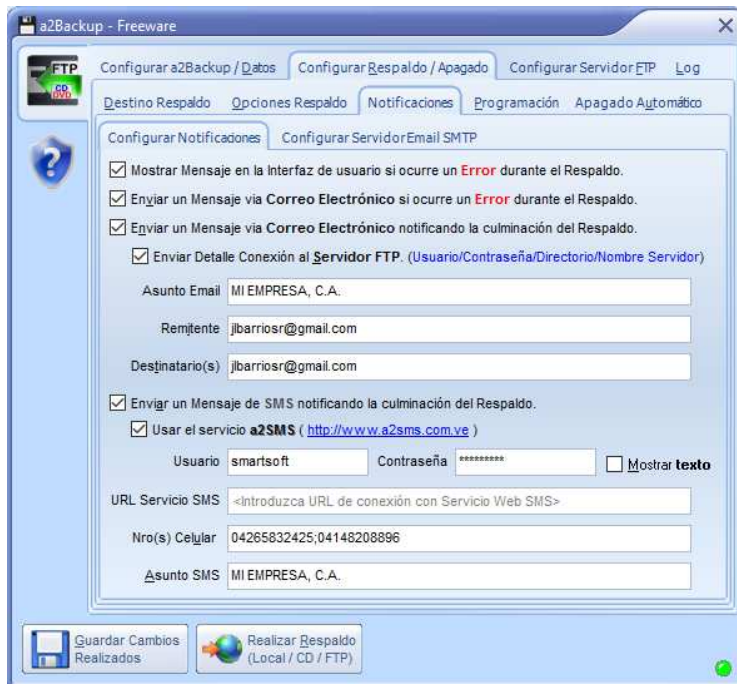 a2Backup - Freeware
FTP
CD
DVD
Configurar a2Backup / Datos
Configurar Respaldo / Apagado
Configurar Servidor FTP
Log
Destino Respaldo
Opciones Respaldo
Notificaciones
Programación
Apagado Automático
Configurar Notificaciones
Configurar Servidor Email SMTP
Mostrar Mensaje en la Interfaz de usuario si ocurre un Error durante el Respaldo.
Enviar un Mensaje via Correo Electrónico si ocurre un Error durante el Respaldo.
Enviar un Mensaje via Correo Electrónico notificando la culminación del Respaldo.
Enviar Detalle Conexión al Servidor FTP. (Usuario/Contraseña/Directorio/Nombre Servidor)
Asunto Email MI EMPRESA, C.A.
Remitente jlbarriosr@gmail.com
Destinatario(s) jlbarriosr@gmail.com
Enviar un Mensaje de SMS notificando la culminación del Respaldo.
Usar el servicio a2SMS ( http://www.a2sms.com.ve )
Usuario smartsoft Contraseña ********* Mostrar texto
URL Servicio SMS <Introduzca URL de conexión con Servicio Web SMS>
Nro(s) Celular 04265832425;04148208896
Asunto SMS MI EMPRESA, C.A.
Guardar Cambios
Realizados
Realizar Respaldo
(Local / CD / FTP)